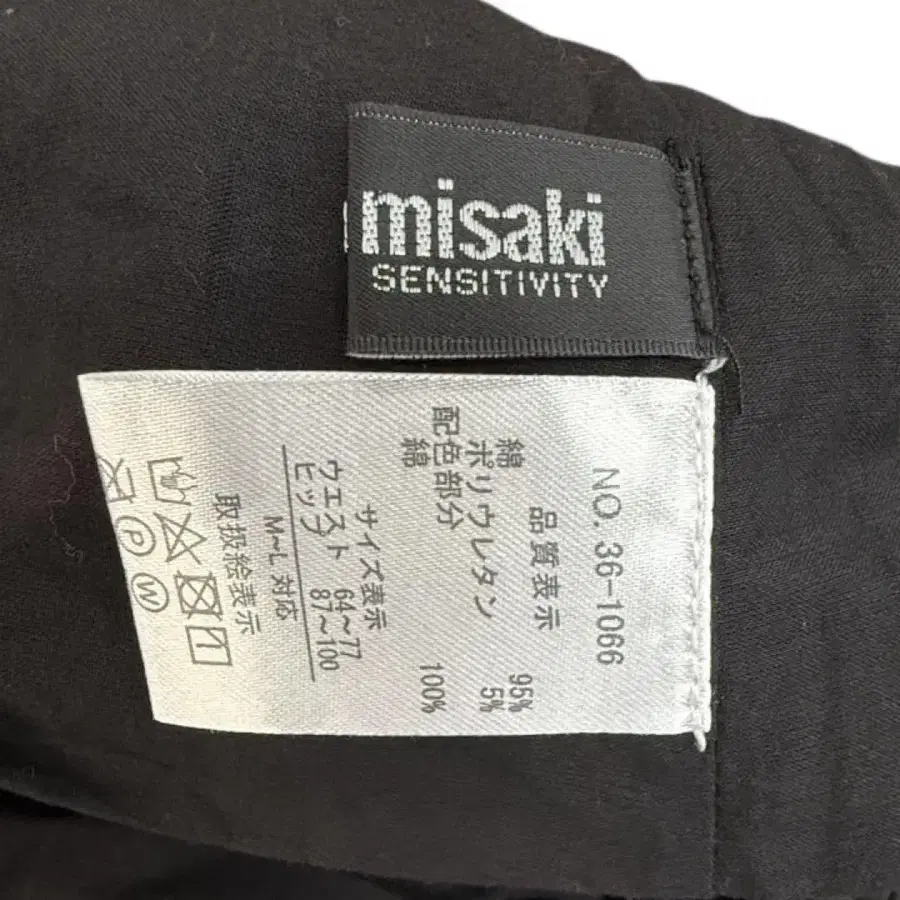 misaki
SENSITIVITY
NO. 36-1066
品質表示
綿 95%
ポリウレタン 5%
配色部分
綿 100%
サイズ表示
ウエスト 64~77
ヒップ 87~100
M~L 対応
取扱絵表示
P
W